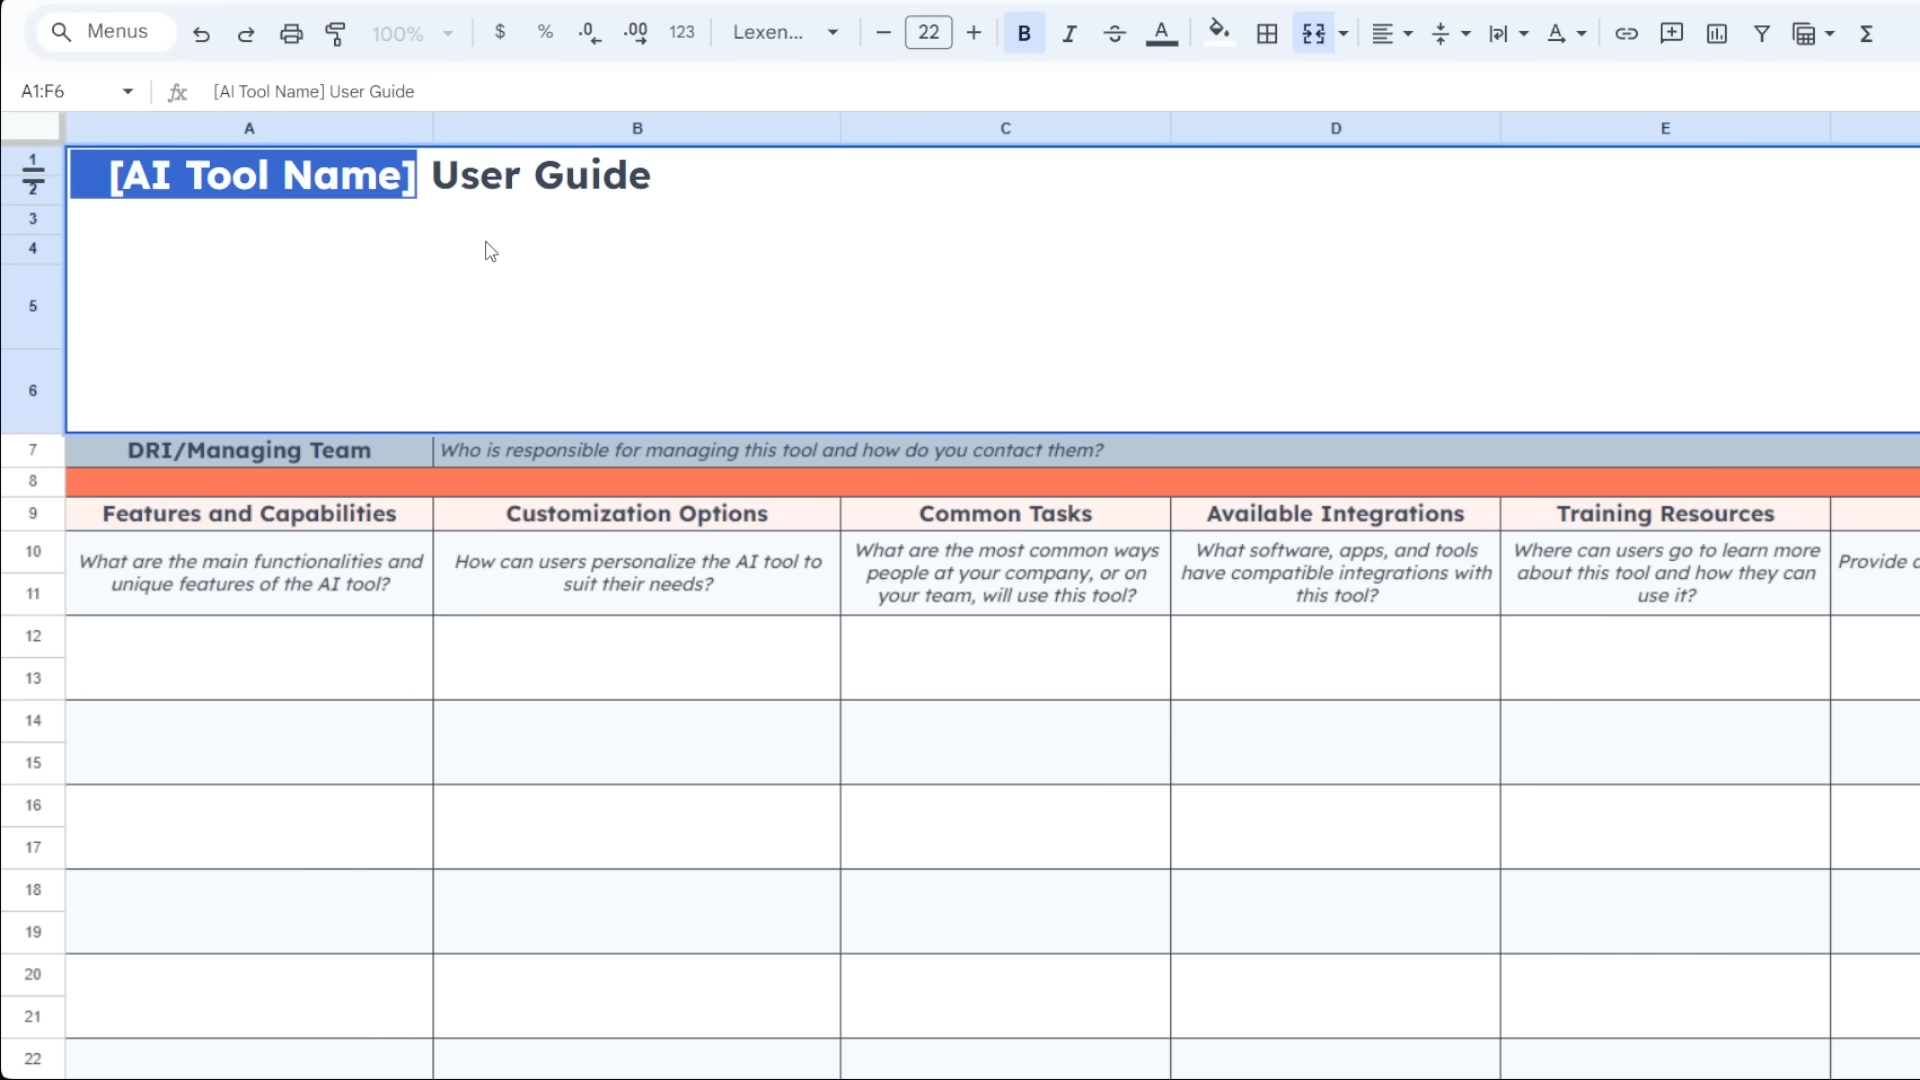 Menus
100%
$ % .0 .00 123
Lexen...
22
B I A A
Σ
A1:F6
fx
[AI Tool Name] User Guide
A B C D E
1
[AI Tool Name] User Guide
2
3
4
5
6
7 DRI/Managing Team Who is responsible for managing this tool and how do you contact them?
8
9 Features and Capabilities Customization Options Common Tasks Available Integrations Training Resources
10
11
What are the main functionalities and
unique features of the AI tool?
How can users personalize the AI tool to
suit their needs?
What are the most common ways
people at your company, or on
your team, will use this tool?
What software, apps, and tools
have compatible integrations with
this tool?
Where can users go to learn more
about this tool and how they can
use it?
Provide
12
13
14
15
16
17
18
19
20
21
22